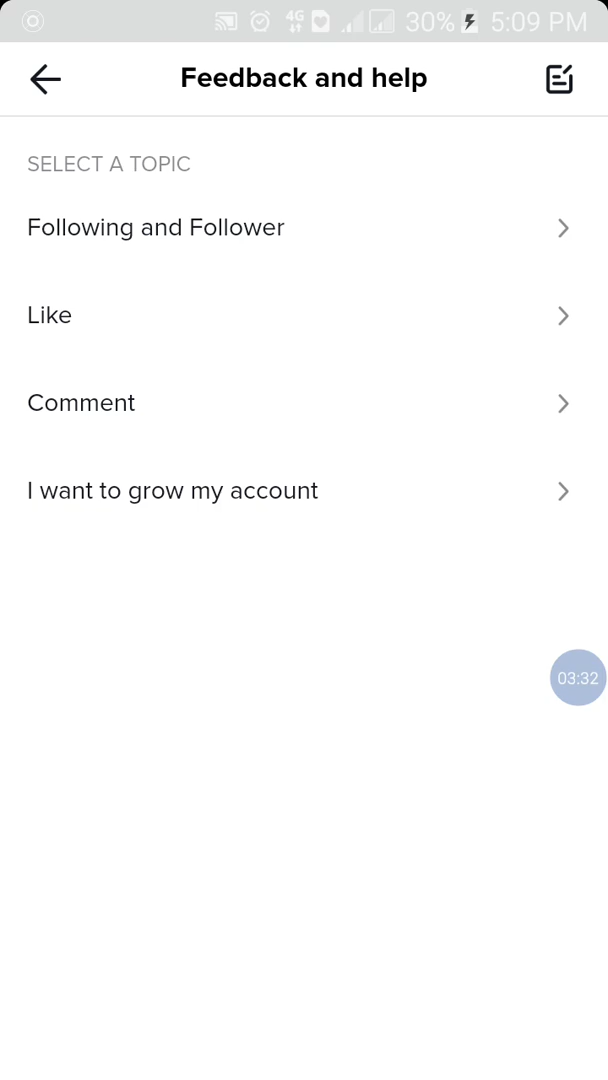 4G 30% 5:09 PM
Feedback and help
SELECT A TOPIC
Following and Follower
Like
Comment
I want to grow my account
03:32